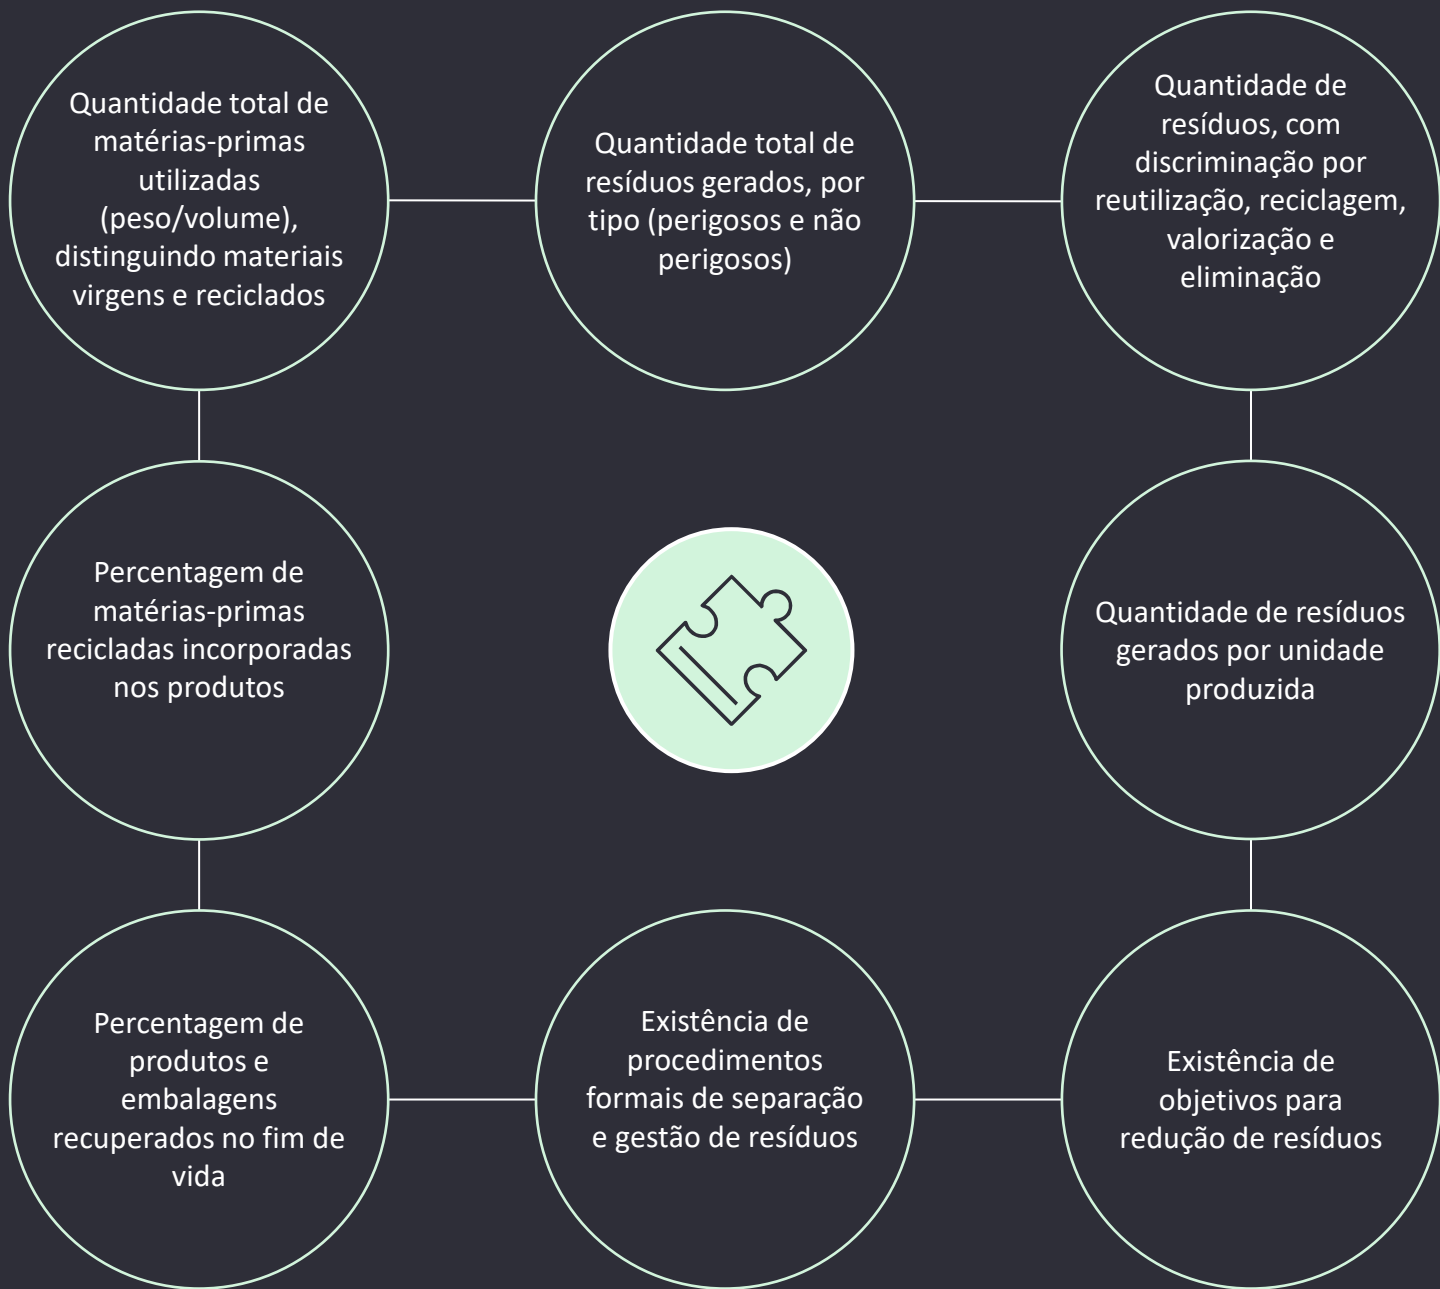 Quantidade total de
matérias-primas
utilizadas
(peso/volume),
distinguindo materiais
virgens e reciclados
Quantidade total de
resíduos gerados, por
tipo (perigosos e não
perigosos)
Quantidade de
resíduos, com
discriminação por
reutilização, reciclagem,
valorização e
eliminação
Percentagem de
matérias-primas
recicladas incorporadas
nos produtos
Quantidade de resíduos
gerados por unidade
produzida
Percentagem de
produtos e
embalagens
recuperados no fim de
vida
Existência de
procedimentos
formais de separação
e gestão de resíduos
Existência de
objetivos para
redução de resíduos